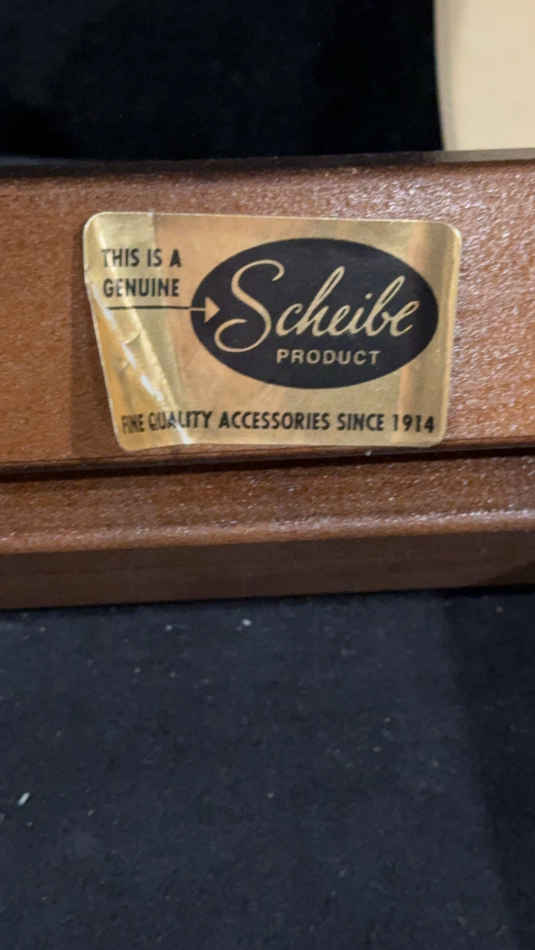 THIS IS A
GENUINE
Scheibe
PRODUCT
FINE QUALITY ACCESSORIES SINCE 1914